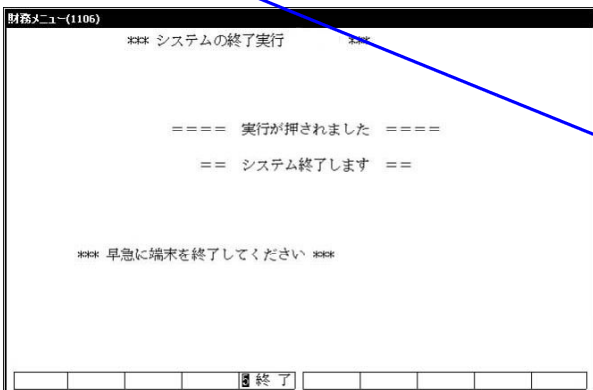 財務メニュー(1106)
*** システムの終了実行 ***
==== 実行が押されました ====
== システム終了します ==
*** 早急に端末を終了してください ***
5 終 了